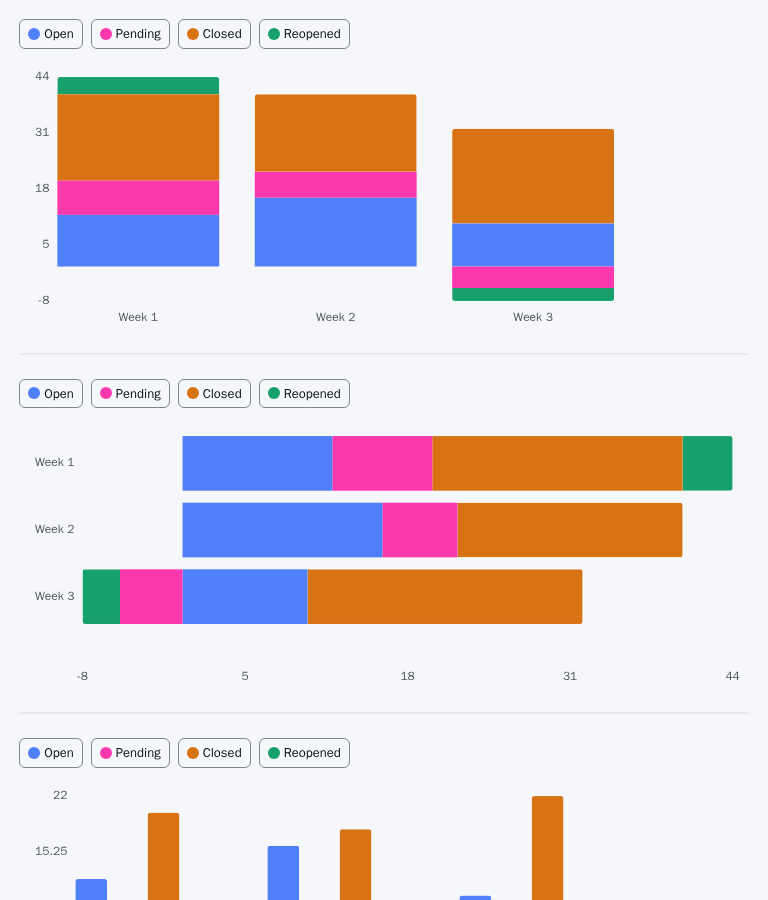 Open Pending Closed Reopened
44
31
18
5
-8
Week 1 Week 2 Week 3
Open Pending Closed Reopened
Week 1
Week 2
Week 3
-8 5 18 31 44
Open Pending Closed Reopened
22
15.25